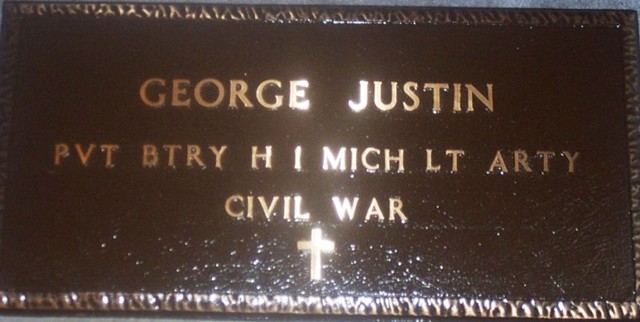 GEORGE JUSTIN
PVT BTRY H 1 MICH LT ARTY
CIVIL WAR